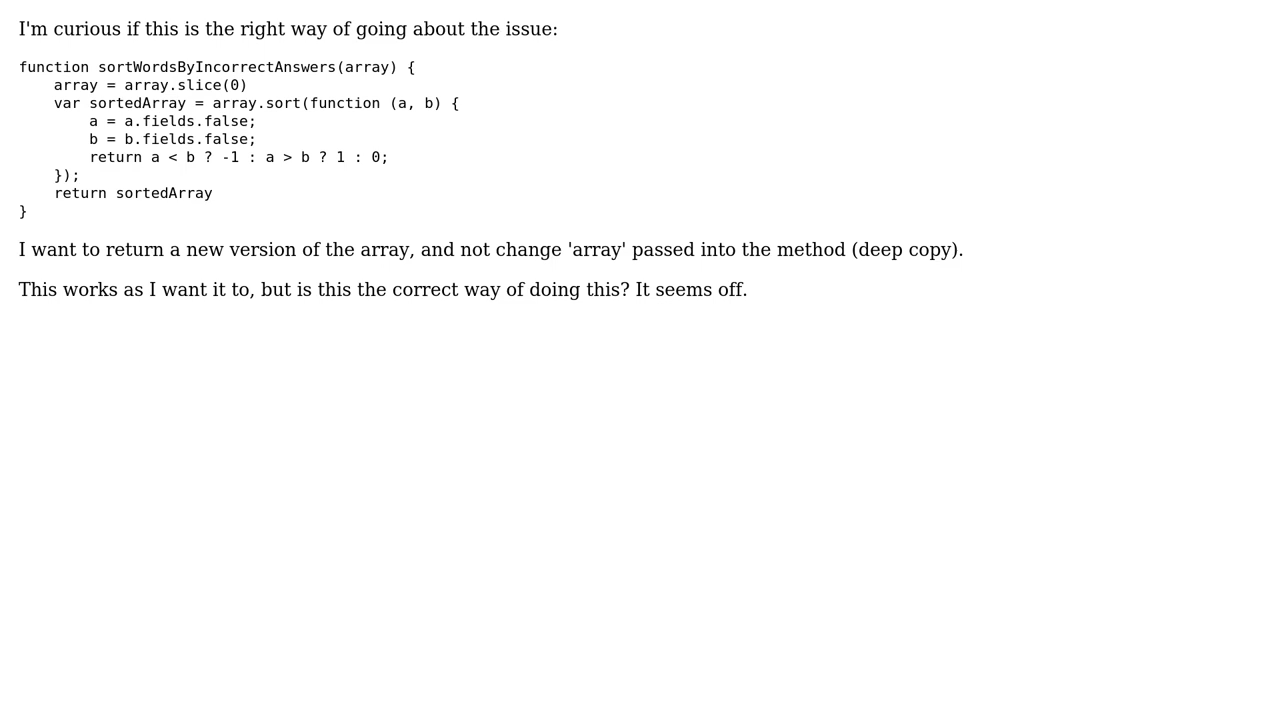 I'm curious if this is the right way of going about the issue:
function sortWordsByIncorrectAnswers(array) {
    array = array.slice(0)
    var sortedArray = array.sort(function (a, b) {
        a = a.fields.false;
        b = b.fields.false;
        return a < b ? -1 : a > b ? 1 : 0;
    });
    return sortedArray
}
I want to return a new version of the array, and not change 'array' passed into the method (deep copy).
This works as I want it to, but is this the correct way of doing this? It seems off.